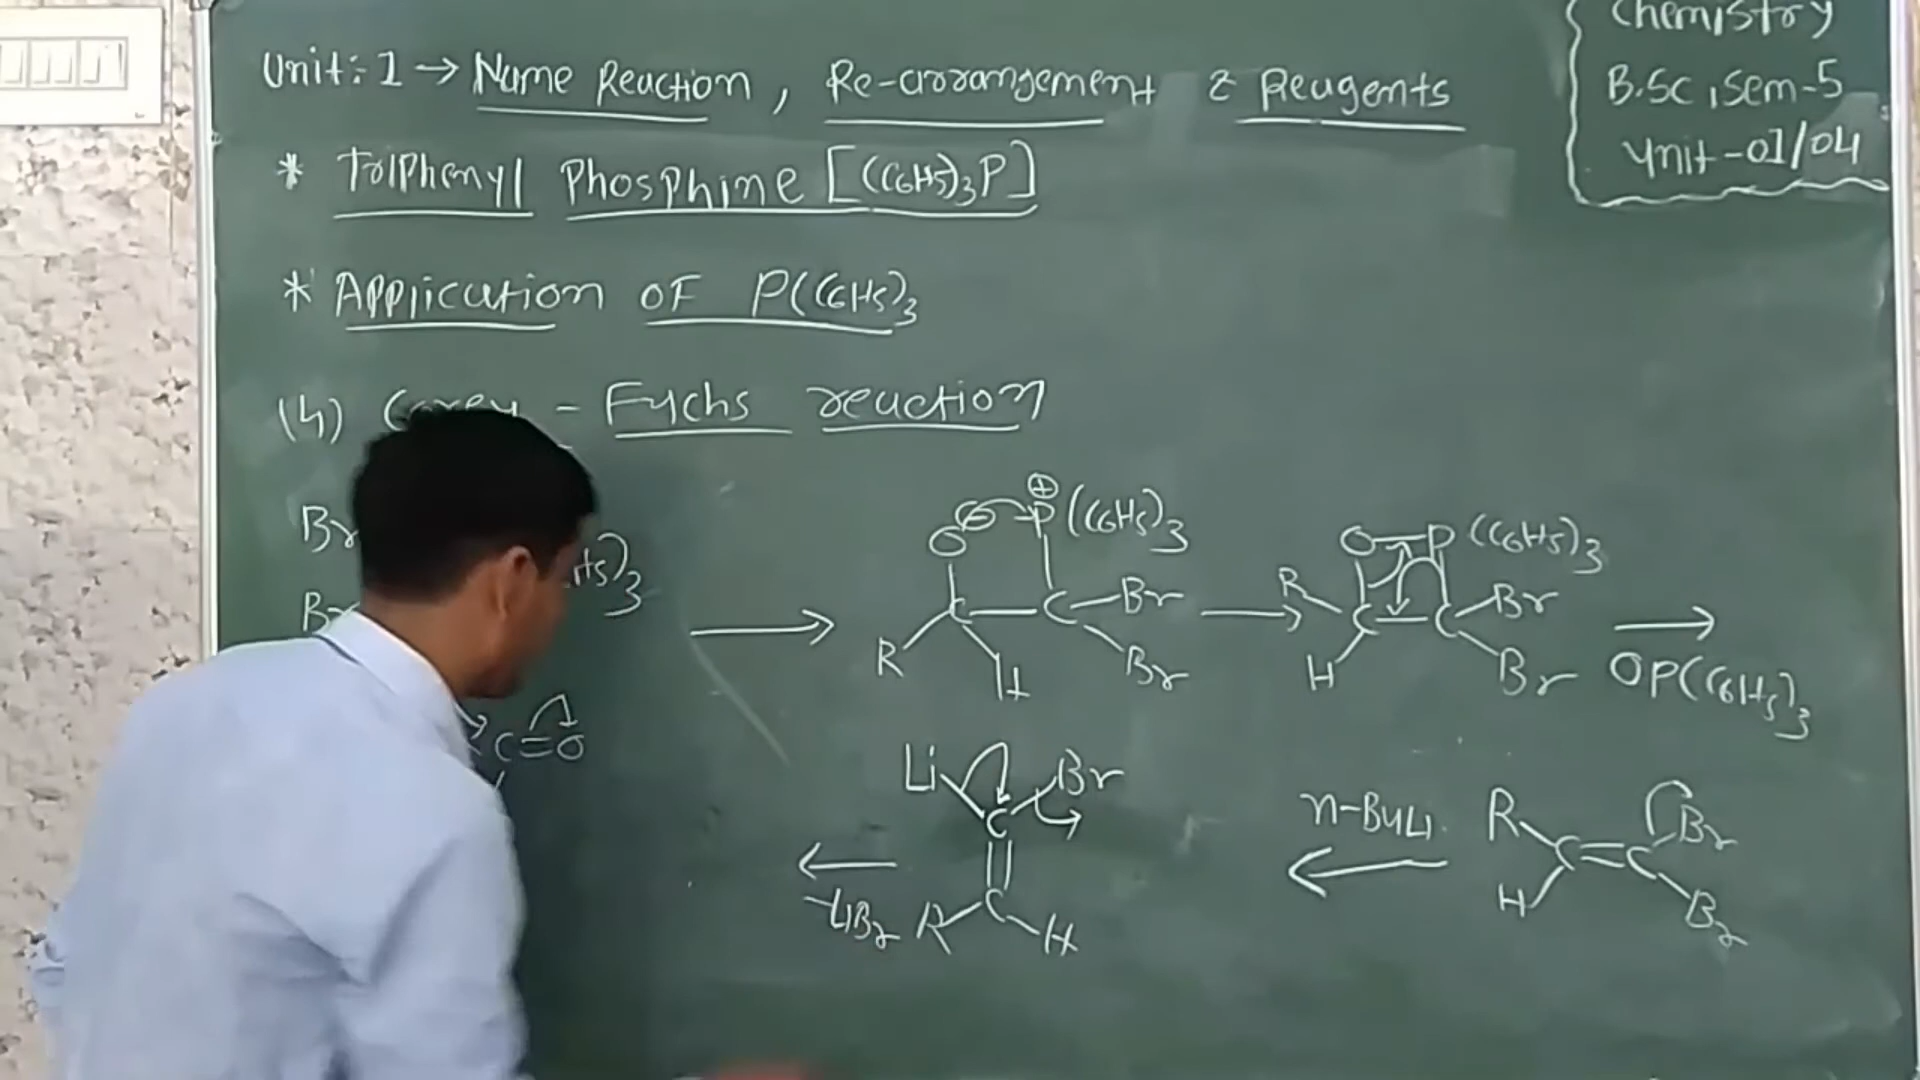 Chemistry
B.Sc, Sem-5
Unit-01/04
Unit:1 → Name Reaction, Re-arrangement & Reagents
* Triphenyl Phosphine [(C6H5)3P]
* Application of P(C6H5)3
(4) Corey - Fuchs reaction
Br H5)3
Br
C=O
O ⊖ ⊕ P(C6H5)3
C — C Br
R H Br
→
O—P(C6H5)3
R C — C Br
H Br
→
OP(C6H5)3
R Br
C=C
H Br
n-BuLi
←
Li Br
C
=
C
R H
←
-LiBr